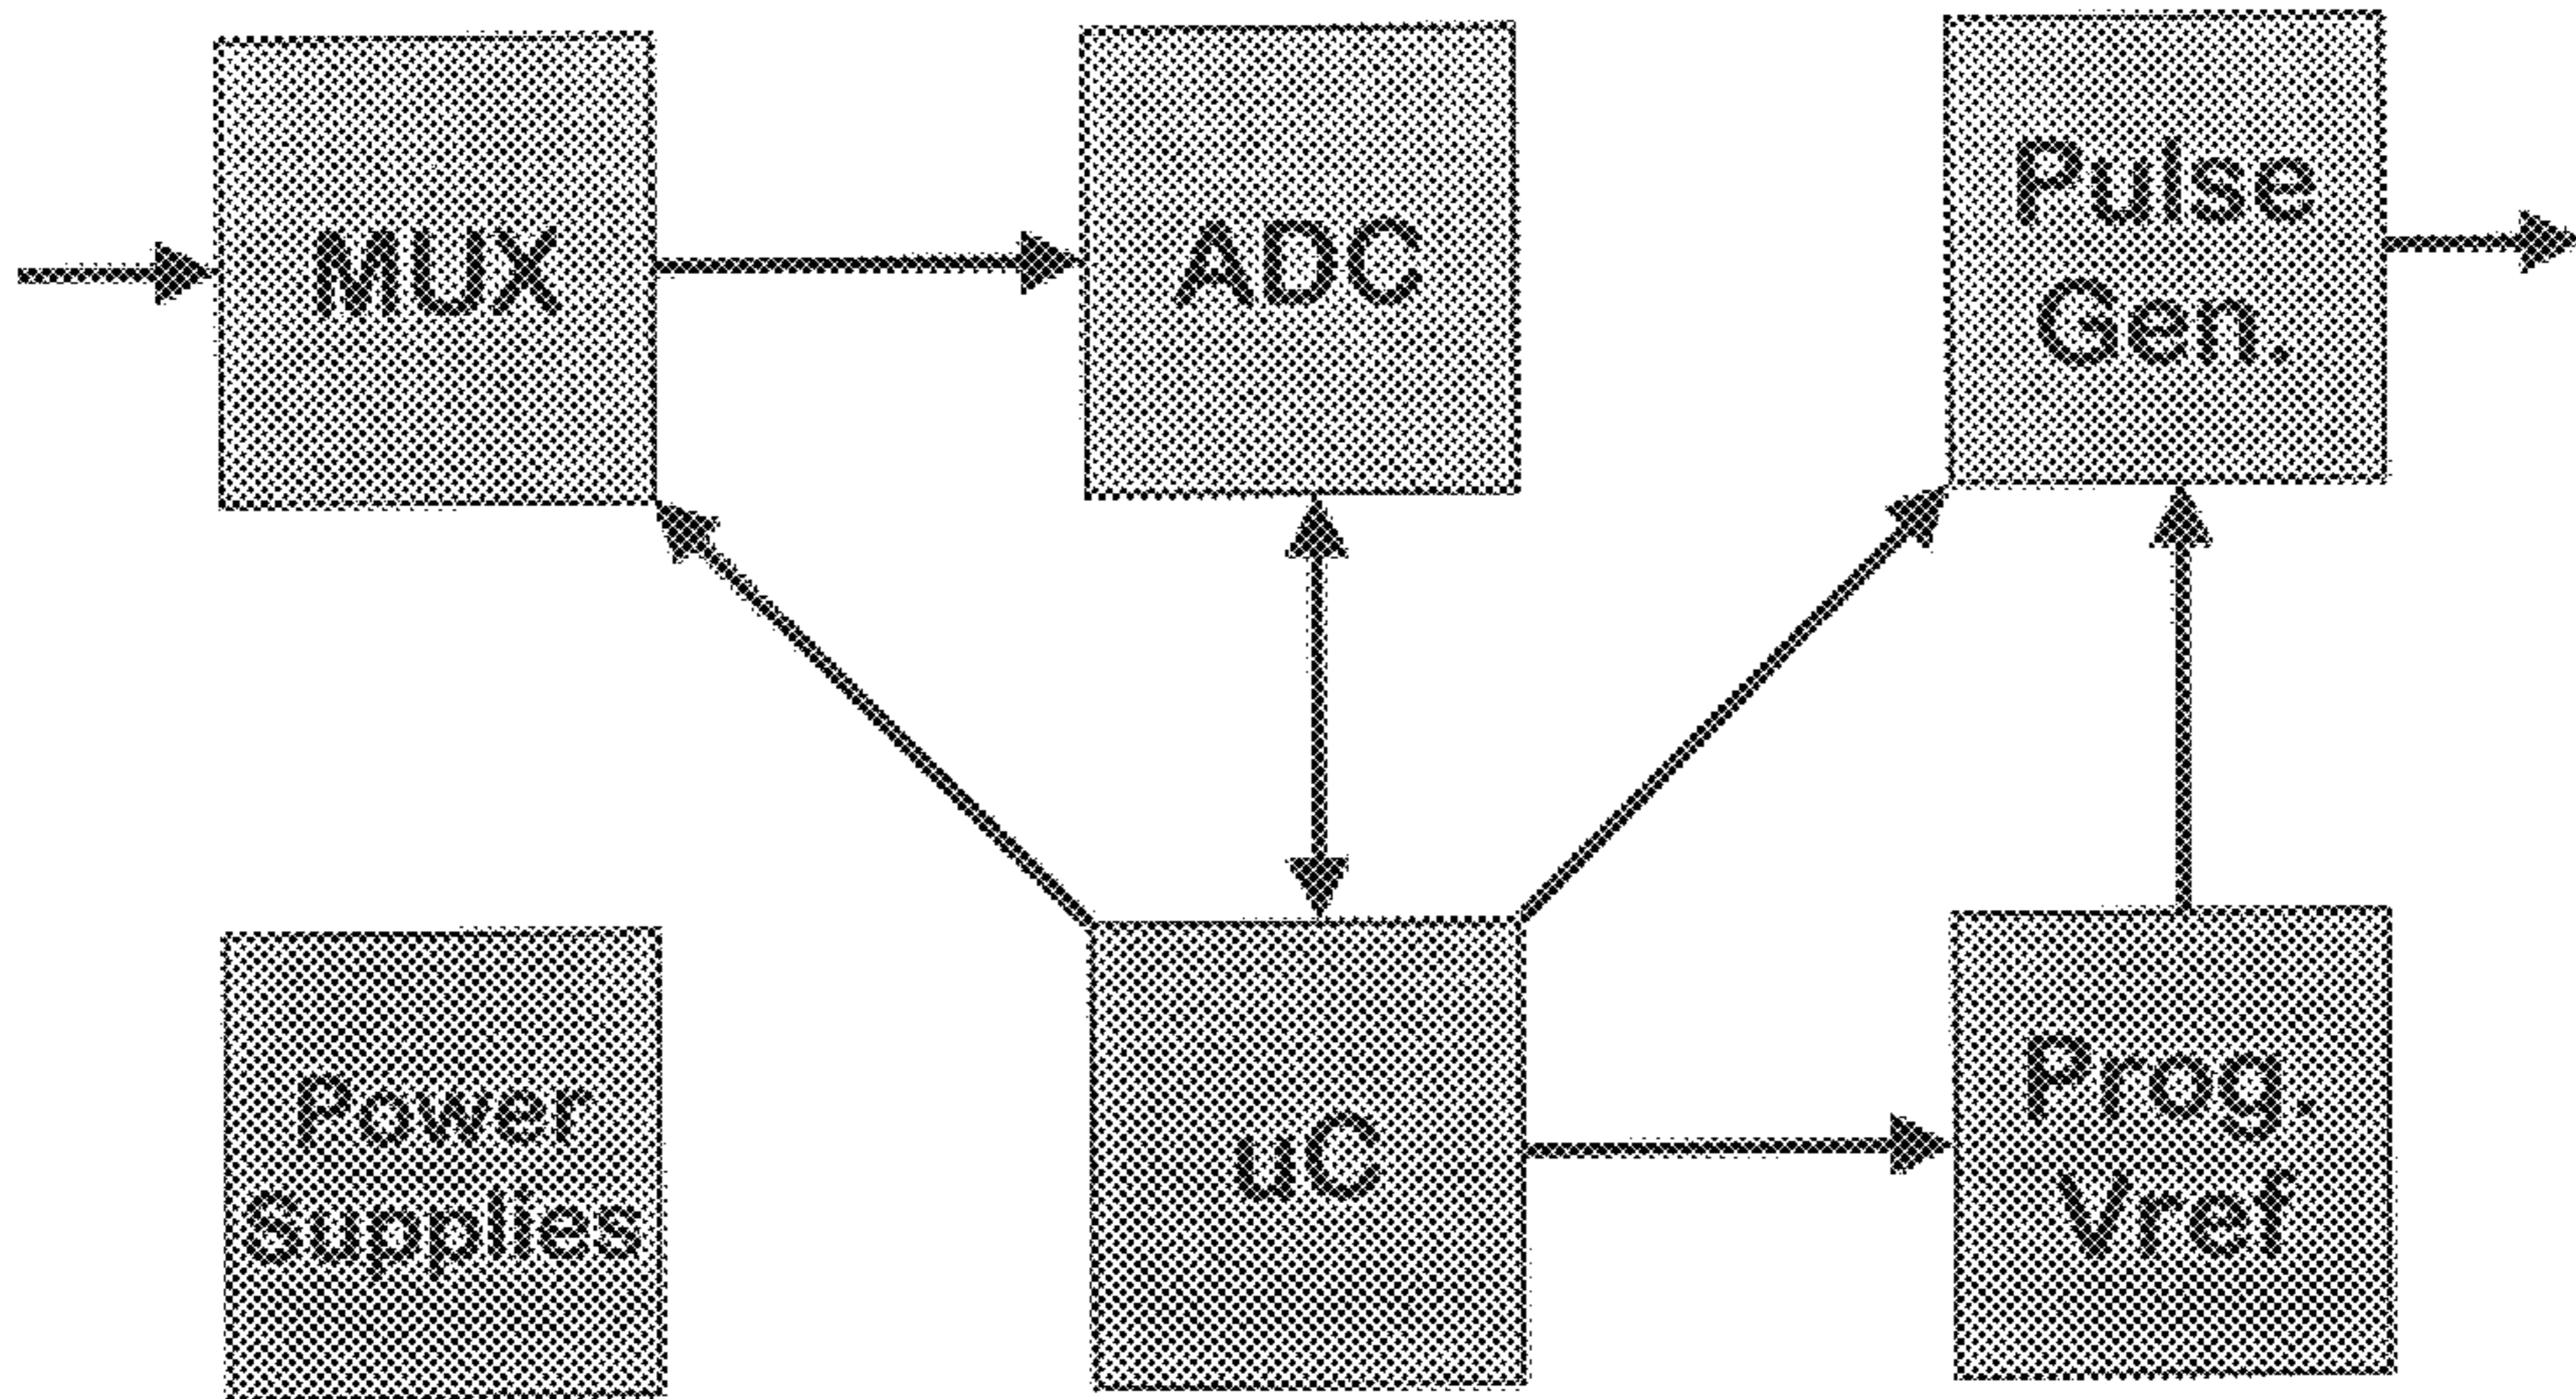 MUX
ADC
Pulse
Gen.
Power
Supplies
uC
Prog.
Vref